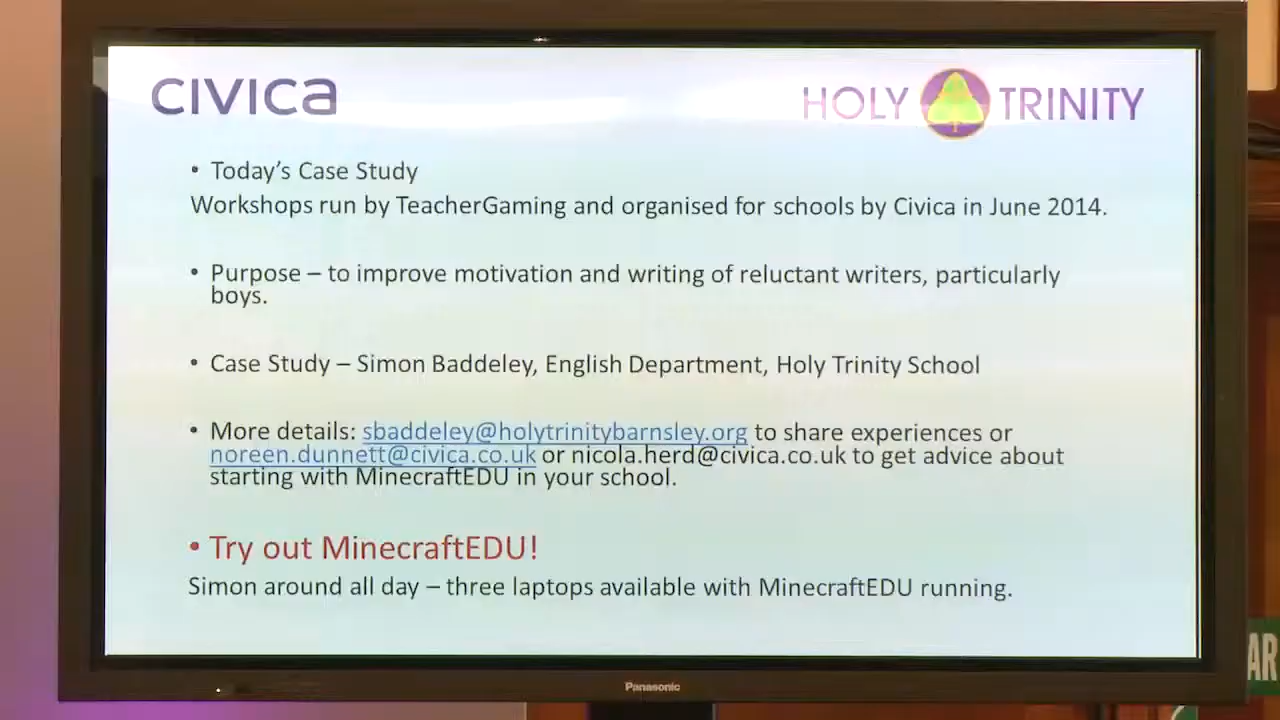 CIVICA
HOLY TRINITY
• Today's Case Study
Workshops run by TeacherGaming and organised for schools by Civica in June 2014.
• Purpose – to improve motivation and writing of reluctant writers, particularly
boys.
• Case Study – Simon Baddeley, English Department, Holy Trinity School
• More details: sbaddeley@holytrinitybarnsley.org to share experiences or
noreen.dunnett@civica.co.uk or nicola.herd@civica.co.uk to get advice about
starting with MinecraftEDU in your school.
• Try out MinecraftEDU!
Simon around all day – three laptops available with MinecraftEDU running.
AR
Panasonic